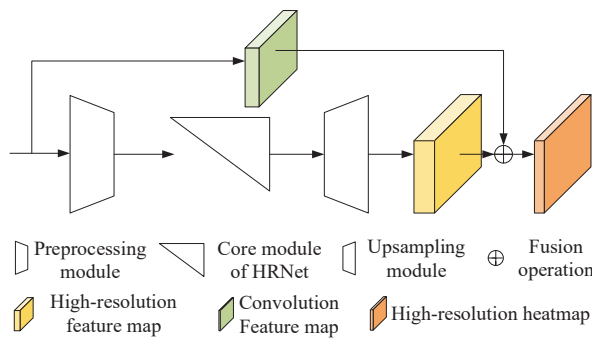 Preprocessing module
Core module of HRNet
Upsampling module
Fusion operation
High-resolution feature map
Convolution Feature map
High-resolution heatmap